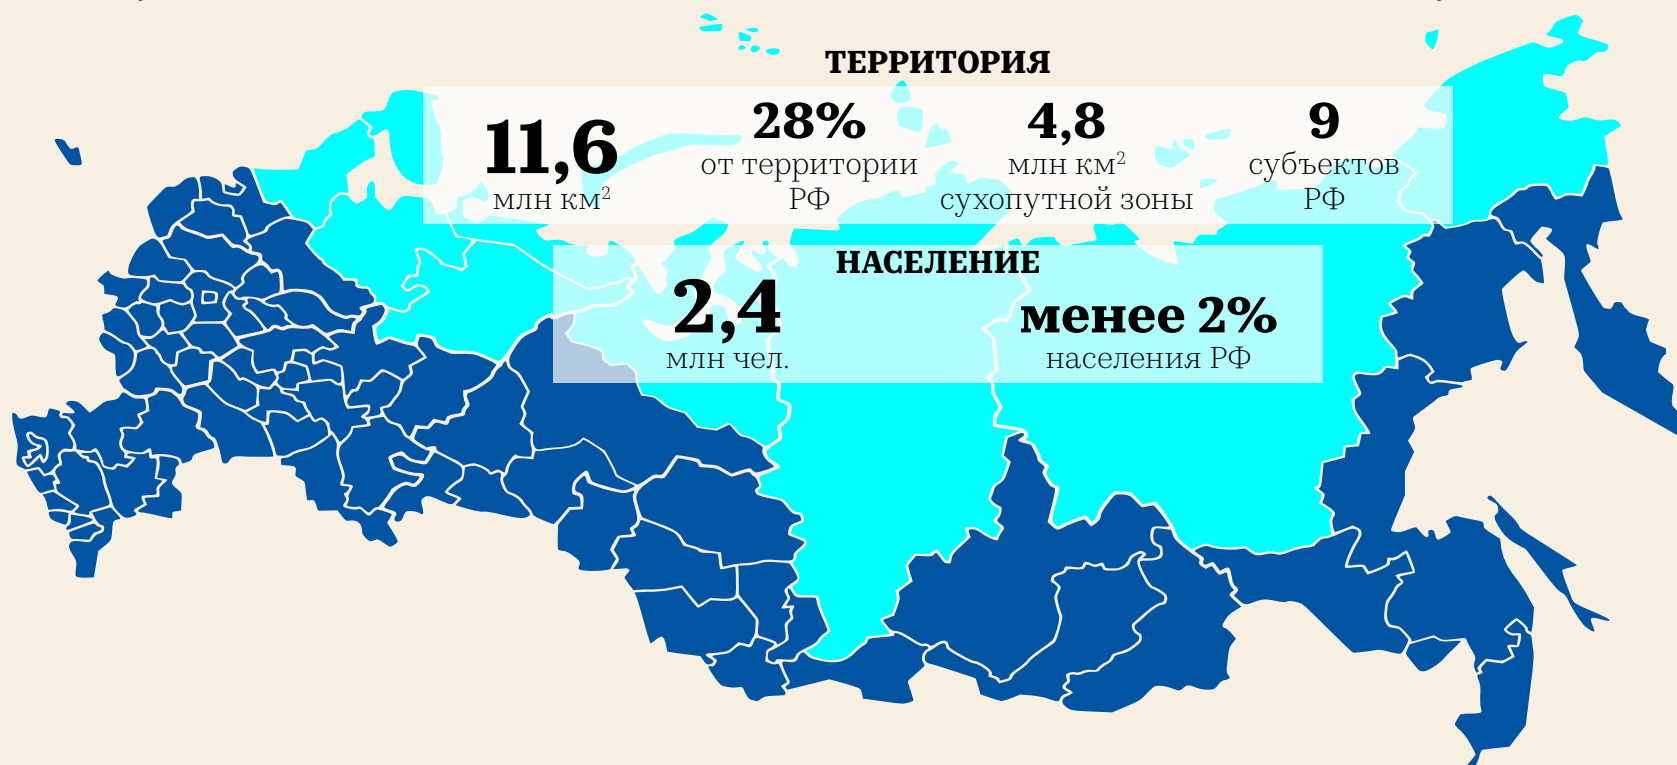 ТЕРРИТОРИЯ
11,6
млн км²
28%
от территории
РФ
4,8
млн км²
сухопутной зоны
9
субъектов
РФ
НАСЕЛЕНИЕ
2,4
млн чел.
менее 2%
населения РФ